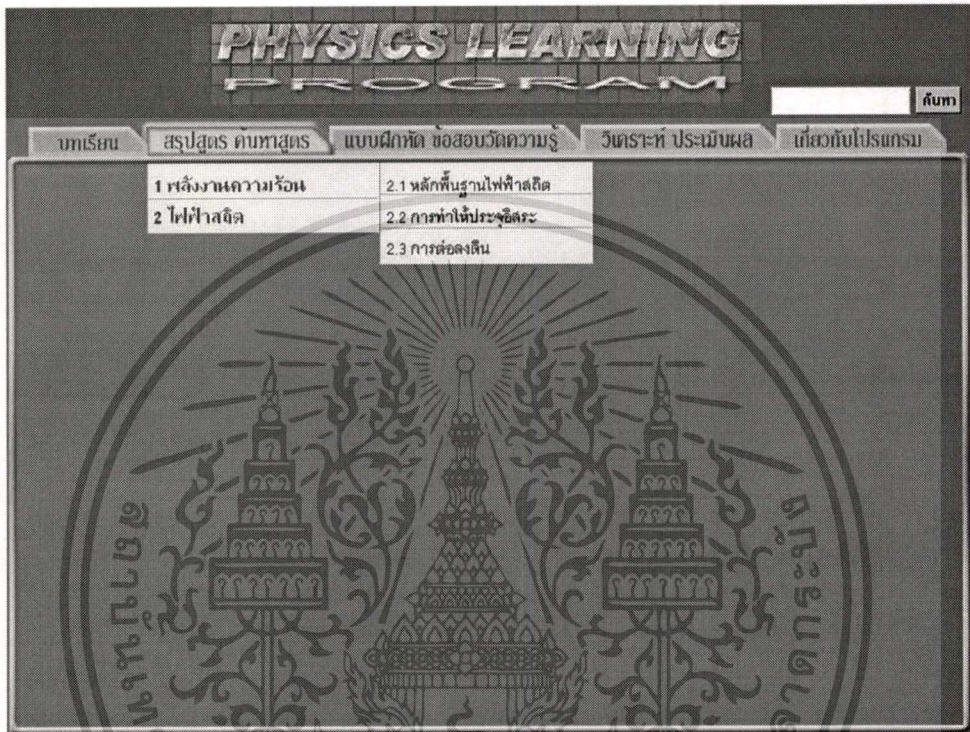 PHYSICS LEARNING
PROGRAM
ค้นหา
บทเรียน สรุปสูตร ค้นหาสูตร แบบฝึกหัด ข้อสอบวัดความรู้ วิเคราะห์ ประเมินผล เกี่ยวกับโปรแกรม
1 พลังงานความร้อน
2 ไฟฟ้าสถิต
2.1 หลักพื้นฐานไฟฟ้าสถิต
2.2 การทำให้ประจุอิสระ
2.3 การต่อลงดิน